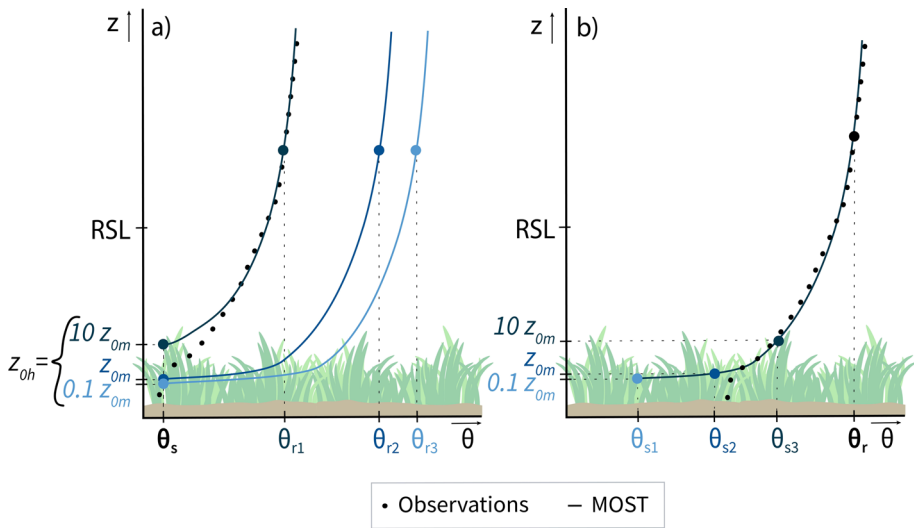 z
a)
RSL
10 z0m
z0h=
z0m
0.1 z0m
θs
θr1
θr2
θr3
θ
z
b)
RSL
10 z0m
z0m
0.1 z0m
θs1
θs2
θs3
θr
θ
Observations
MOST